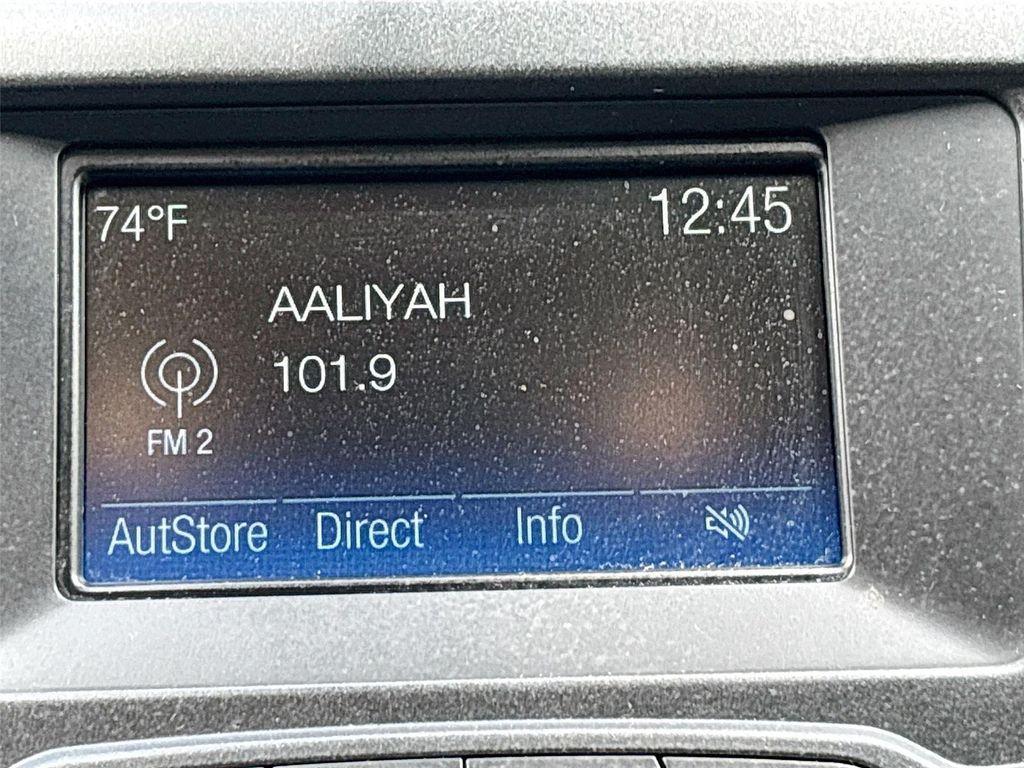 74°F 12:45
AALIYAH
101.9
FM 2
AutStore Direct Info